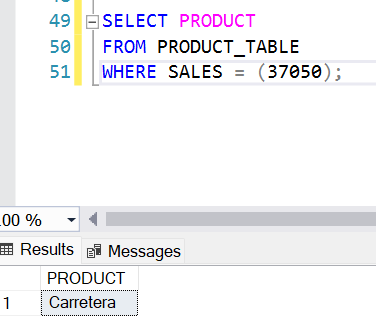 49 SELECT PRODUCT
50 FROM PRODUCT_TABLE
51 WHERE SALES = (37050);
.00 %
Results Messages
PRODUCT
1 Carretera